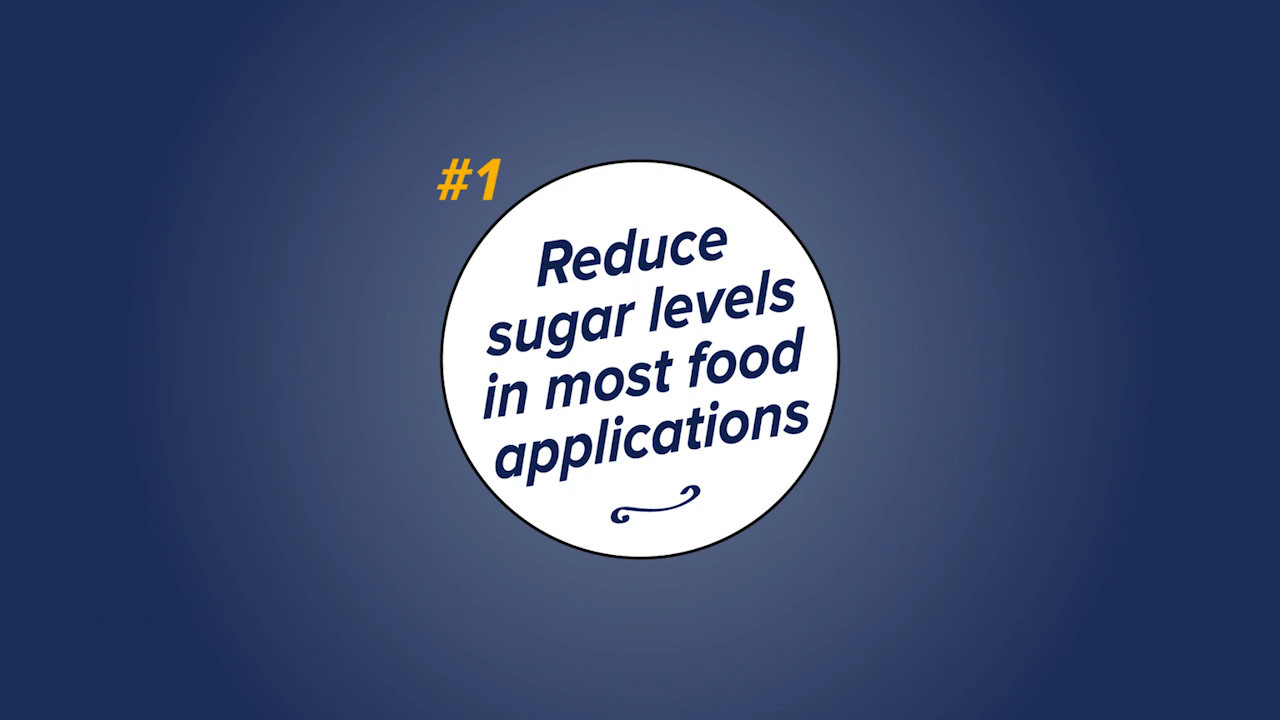 #1
Reduce
sugar levels
in most food
applications